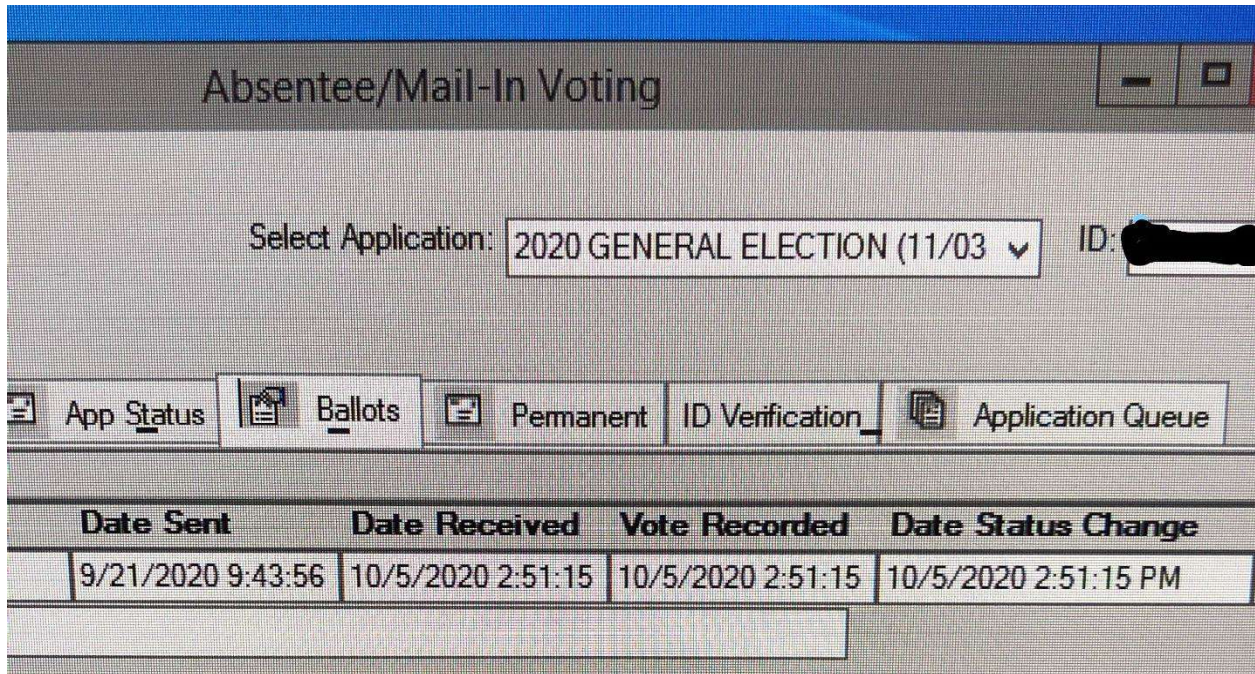 Absentee/Mail-In Voting
Select Application: 2020 GENERAL ELECTION (11/03 ID:
App Status Ballots Permanent ID Verification Application Queue
Date Sent Date Received Vote Recorded Date Status Change
9/21/2020 9:43:56 10/5/2020 2:51:15 10/5/2020 2:51:15 10/5/2020 2:51:15 PM